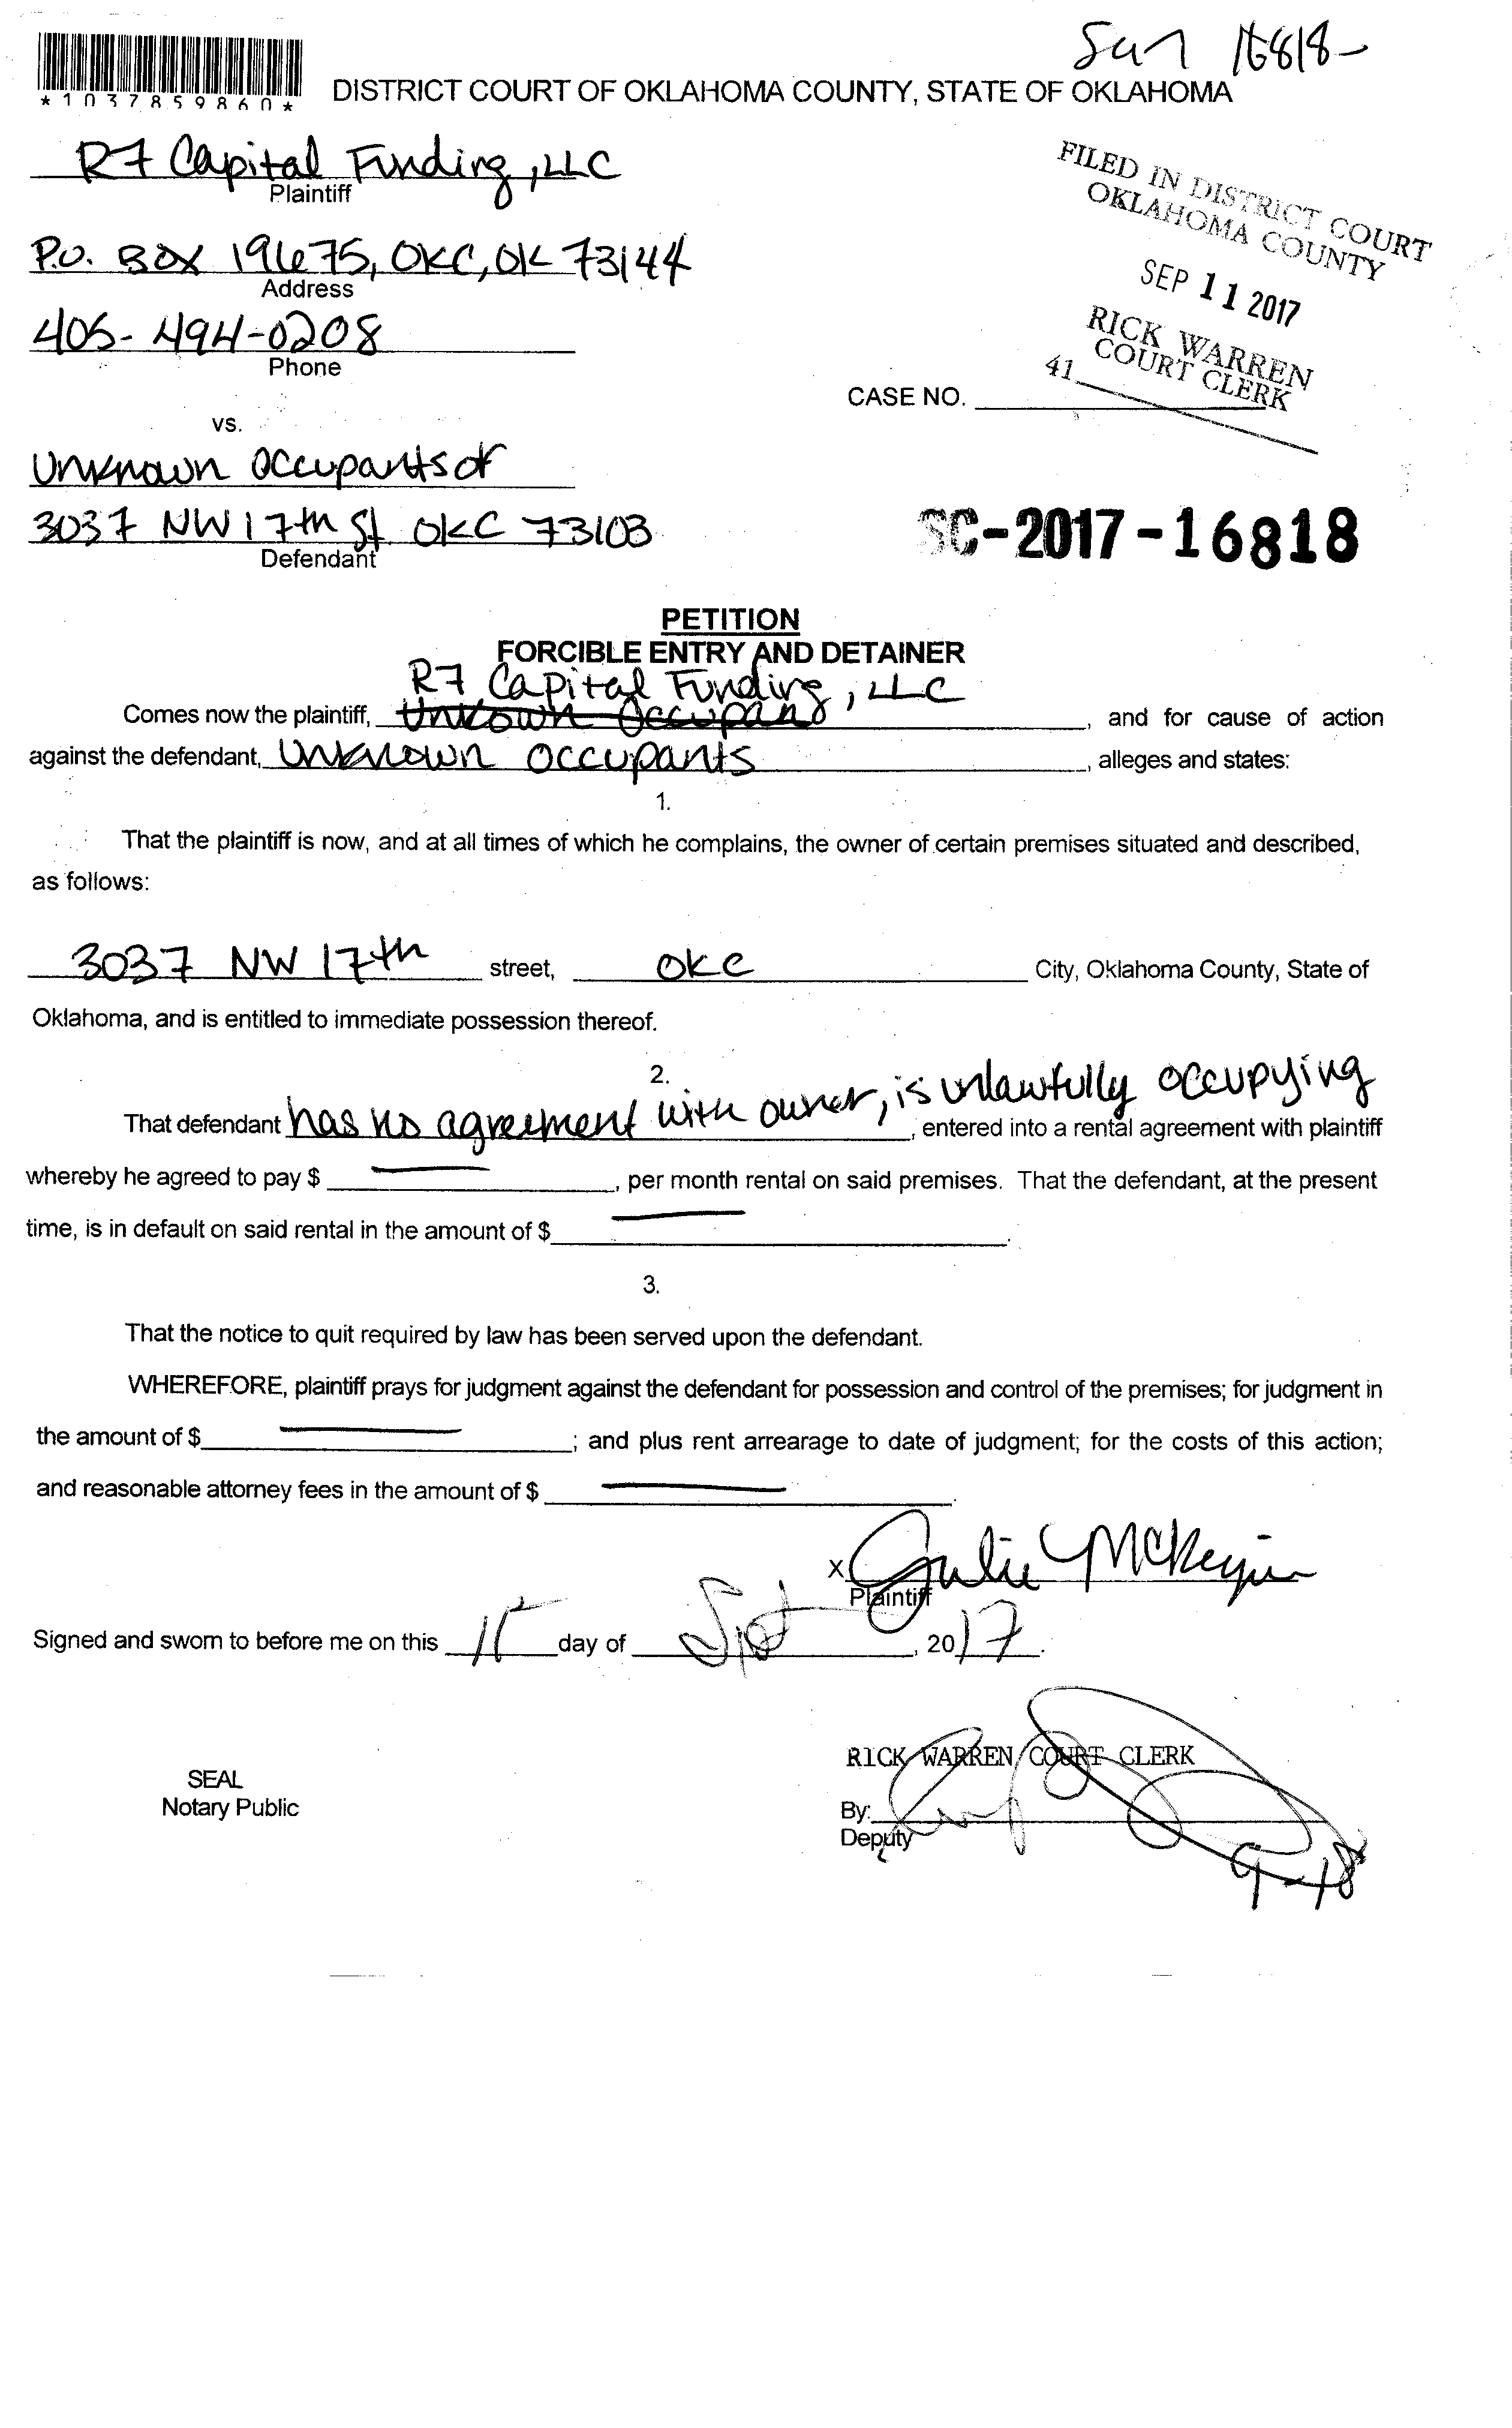 16818
*1037859860*
DISTRICT COURT OF OKLAHOMA COUNTY, STATE OF OKLAHOMA
R7 Capital Funding, LLC
Plaintiff
P.O. Box 19675, OKC, OK 73144
Address
405-494-0208
Phone
FILED IN DISTRICT COURT
OKLAHOMA COUNTY
SEP 11 2017
RICK WARREN
COURT CLERK
41
CASE NO.
vs.
Unknown Occupants of
3037 NW 17th St. OKC 73103
Defendant
SC-2017-16818
PETITION
FORCIBLE ENTRY AND DETAINER
R7 Capital Funding, LLC
Comes now the plaintiff, Unkown Occupans, and for cause of action
against the defendant, Unknown Occupants, alleges and states:
1.
That the plaintiff is now, and at all times of which he complains, the owner of certain premises situated and described,
as follows:
3037 NW 17th street, OKC City, Oklahoma County, State of
Oklahoma, and is entitled to immediate possession thereof.
2.
That defendant has no agreement with owner, is unlawfully occupying, entered into a rental agreement with plaintiff
whereby he agreed to pay $ —, per month rental on said premises. That the defendant, at the present
time, is in default on said rental in the amount of $ —.
3.
That the notice to quit required by law has been served upon the defendant.
WHEREFORE, plaintiff prays for judgment against the defendant for possession and control of the premises; for judgment in
the amount of $ —; and plus rent arrearage to date of judgment; for the costs of this action;
and reasonable attorney fees in the amount of $ —.
X Julie
Plaintiff
Signed and sworn to before me on this 11 day of Sept, 2017.
RICK WARREN COURT CLERK
SEAL
Notary Public
By:
Deputy
9-18